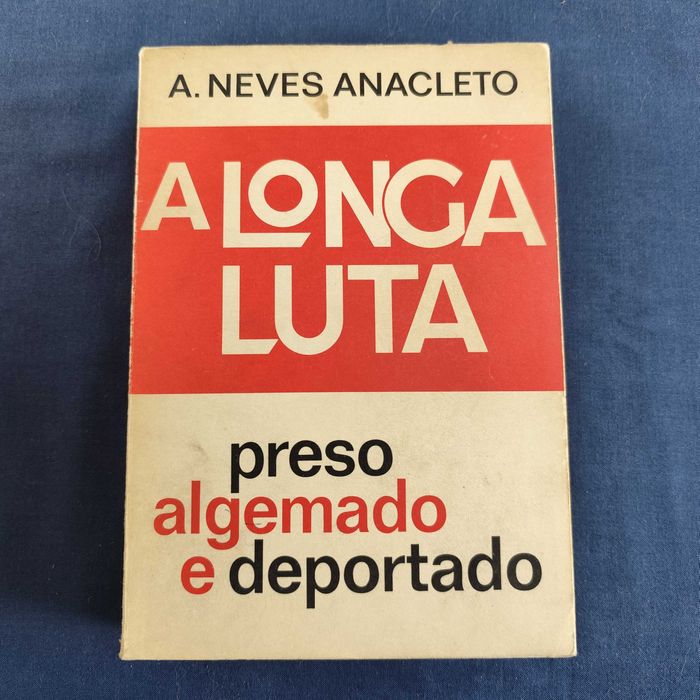 A. NEVES ANACLETO
A LONGA
LUTA
preso
algemado
e deportado